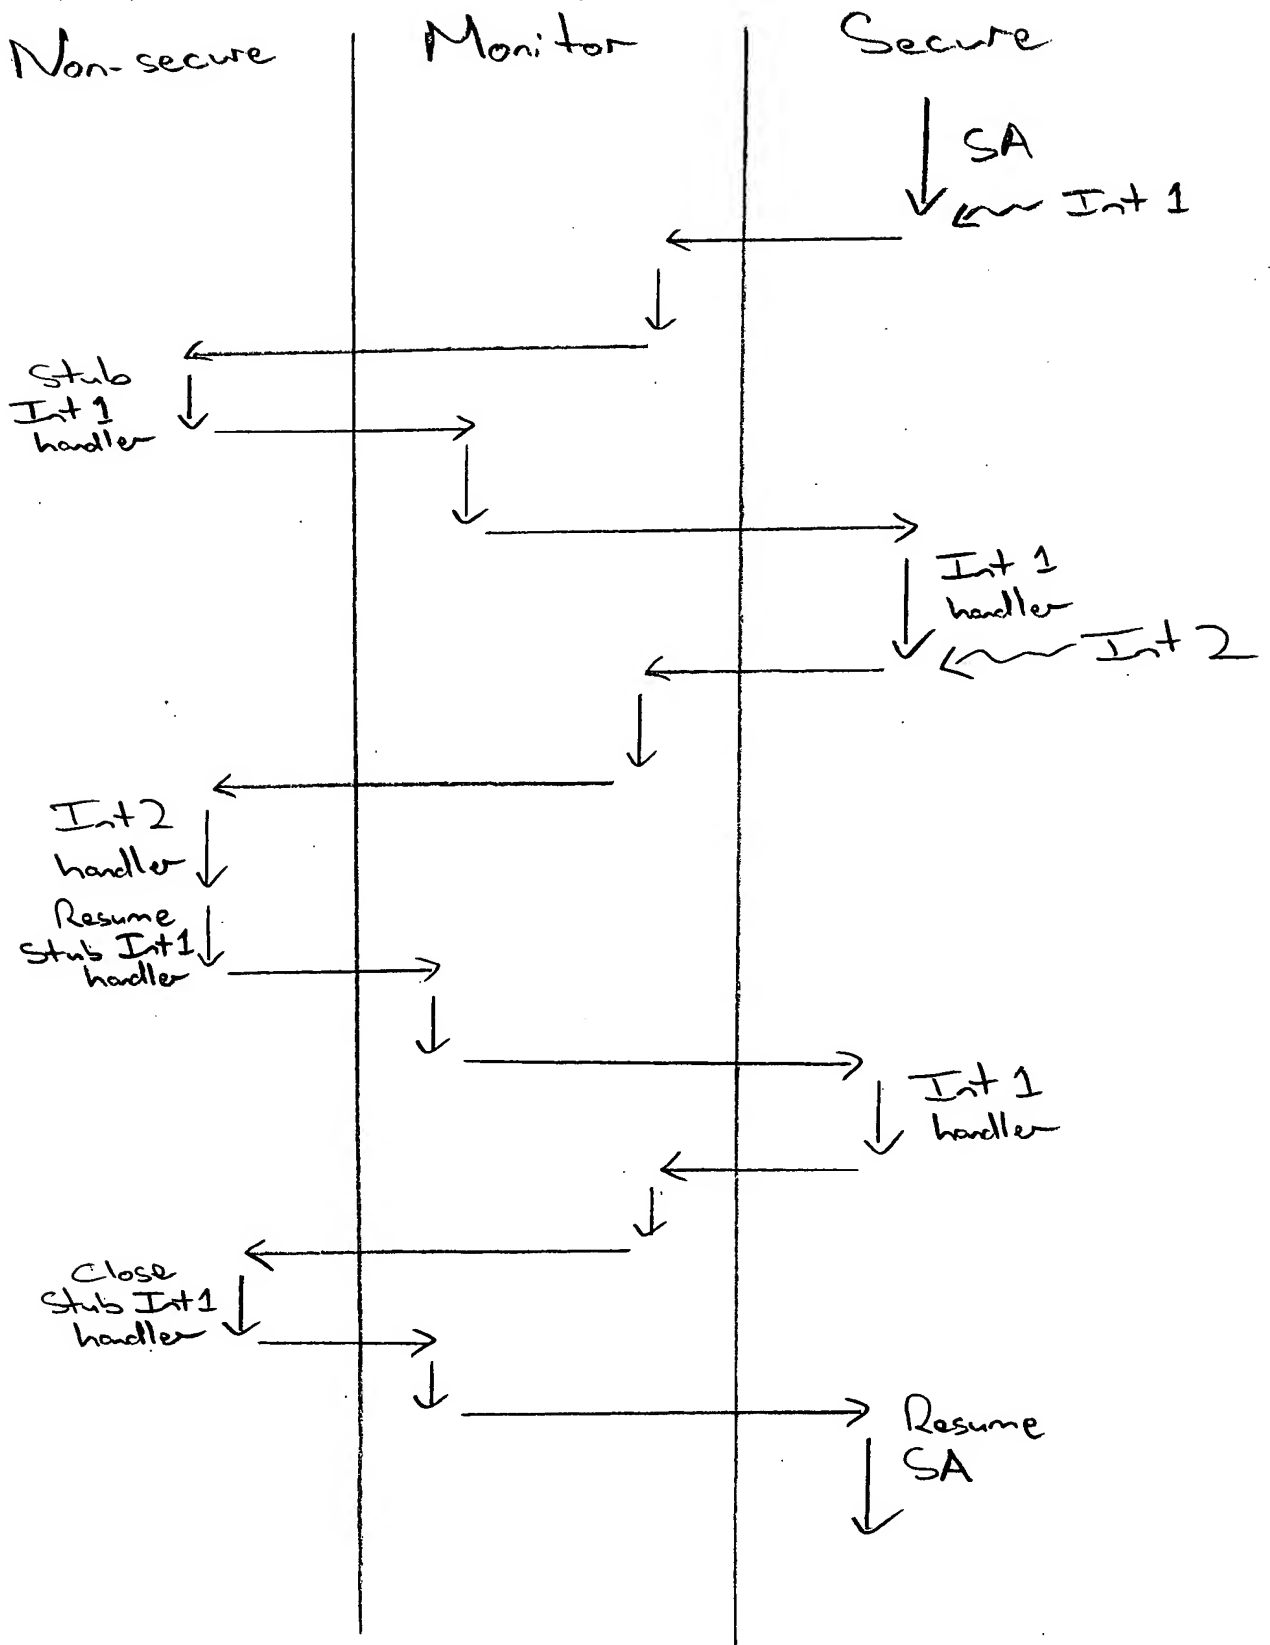 Non-secure
Monitor
Secure
SA
Int 1
Stub
Int 1
handler
Int 1
handler
Int 2
Int 2
handler
Resume
Stub Int 1
handler
Int 1
handler
Close
Stub Int 1
handler
Resume
SA